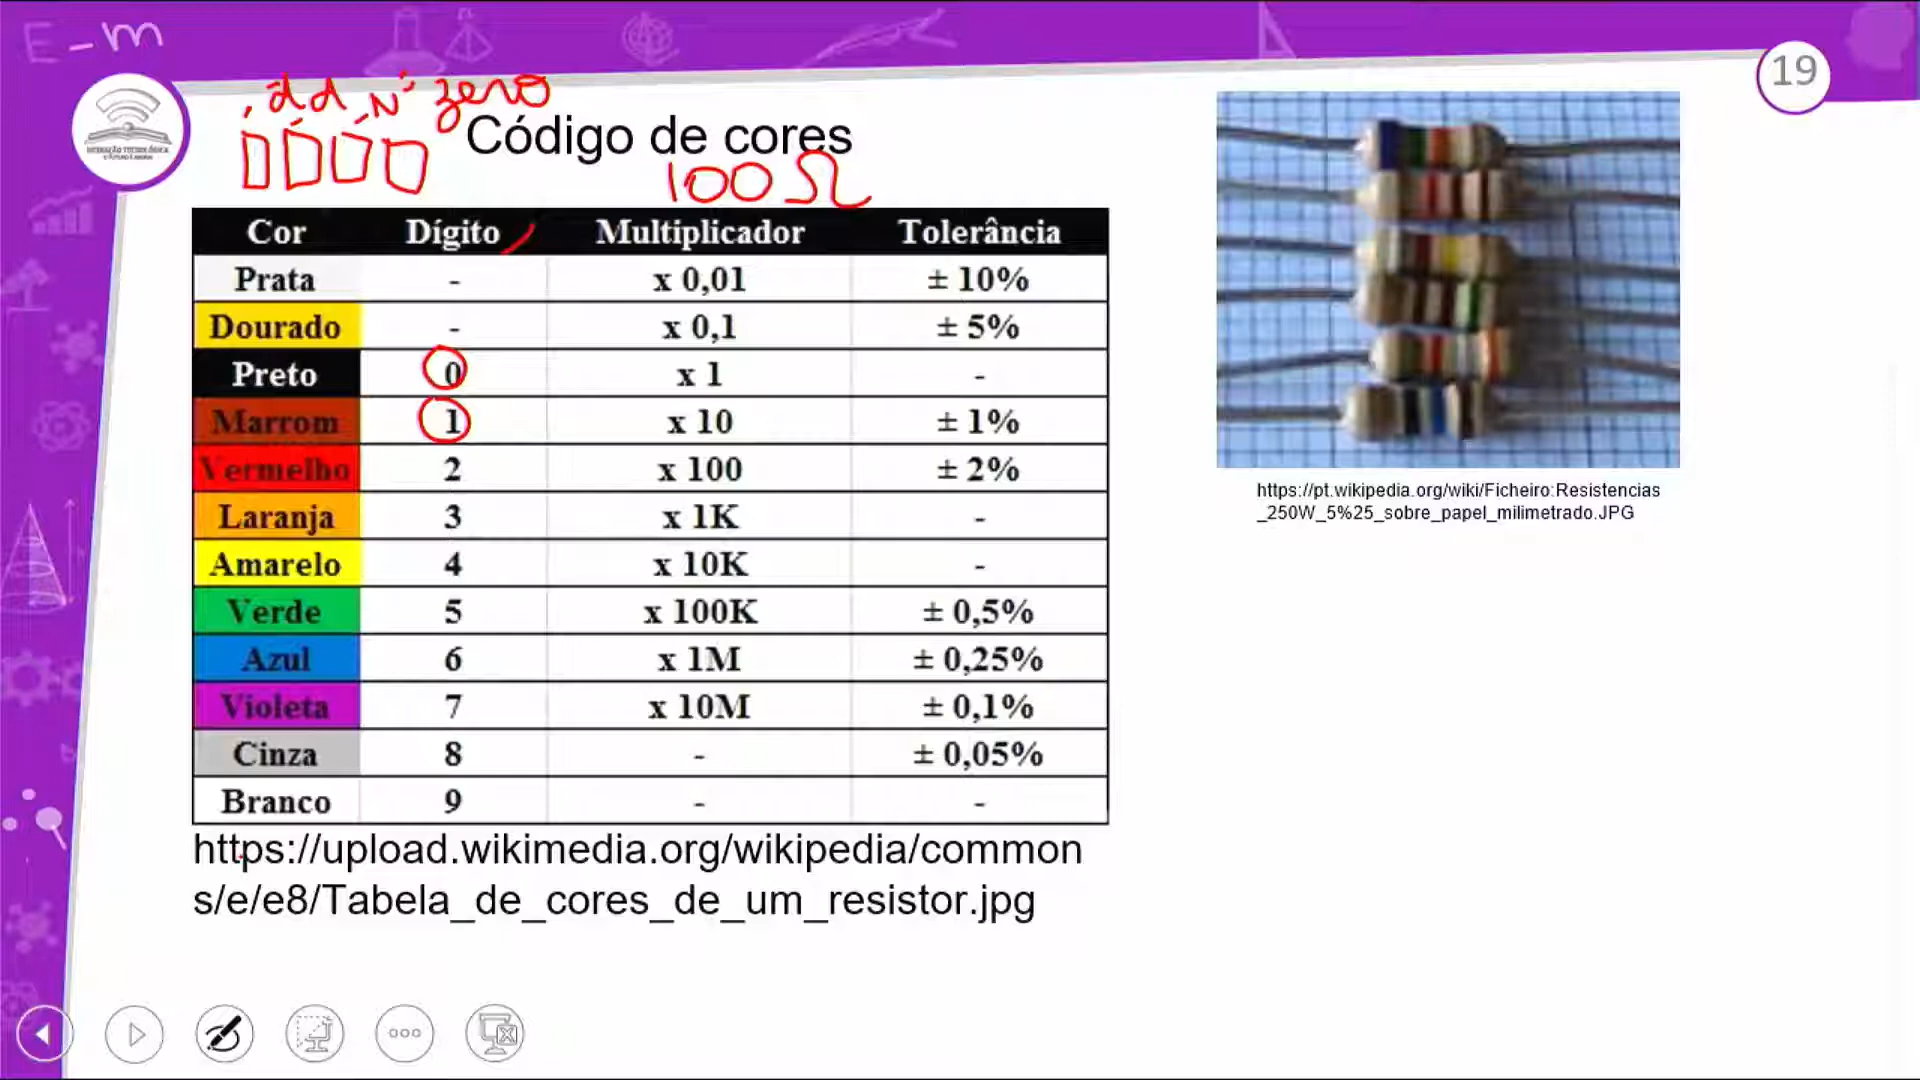 E-m
19
d d N° zero
Código de cores
100 Ω
Cor Dígito Multiplicador Tolerância
Prata - x 0,01 ± 10%
Dourado - x 0,1 ± 5%
Preto 0 x 1 -
Marrom 1 x 10 ± 1%
Vermelho 2 x 100 ± 2%
Laranja 3 x 1K -
Amarelo 4 x 10K -
Verde 5 x 100K ± 0,5%
Azul 6 x 1M ± 0,25%
Violeta 7 x 10M ± 0,1%
Cinza 8 - ± 0,05%
Branco 9 - -
https://upload.wikimedia.org/wikipedia/common
s/e/e8/Tabela_de_cores_de_um_resistor.jpg
https://pt.wikipedia.org/wiki/Ficheiro:Resistencias
_250W_5%25_sobre_papel_milimetrado.JPG